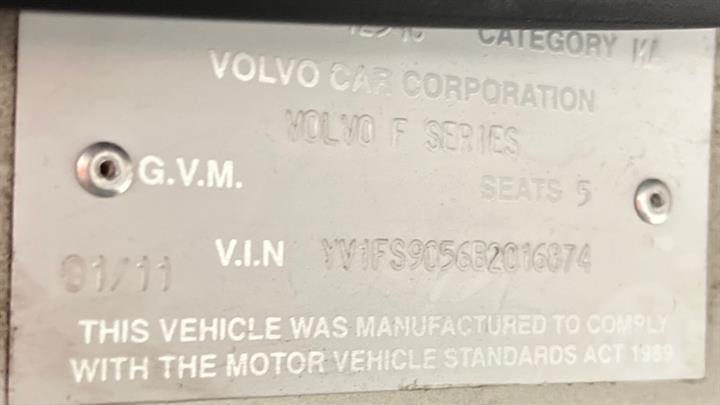 CATEGORY
VOLVO CAR CORPORATION
VOLVO F SERIES
G.V.M. SEATS 5
01/11 V.I.N
THIS VEHICLE WAS MANUFACTURED TO COMPLY
WITH THE MOTOR VEHICLE STANDARDS ACT 1989